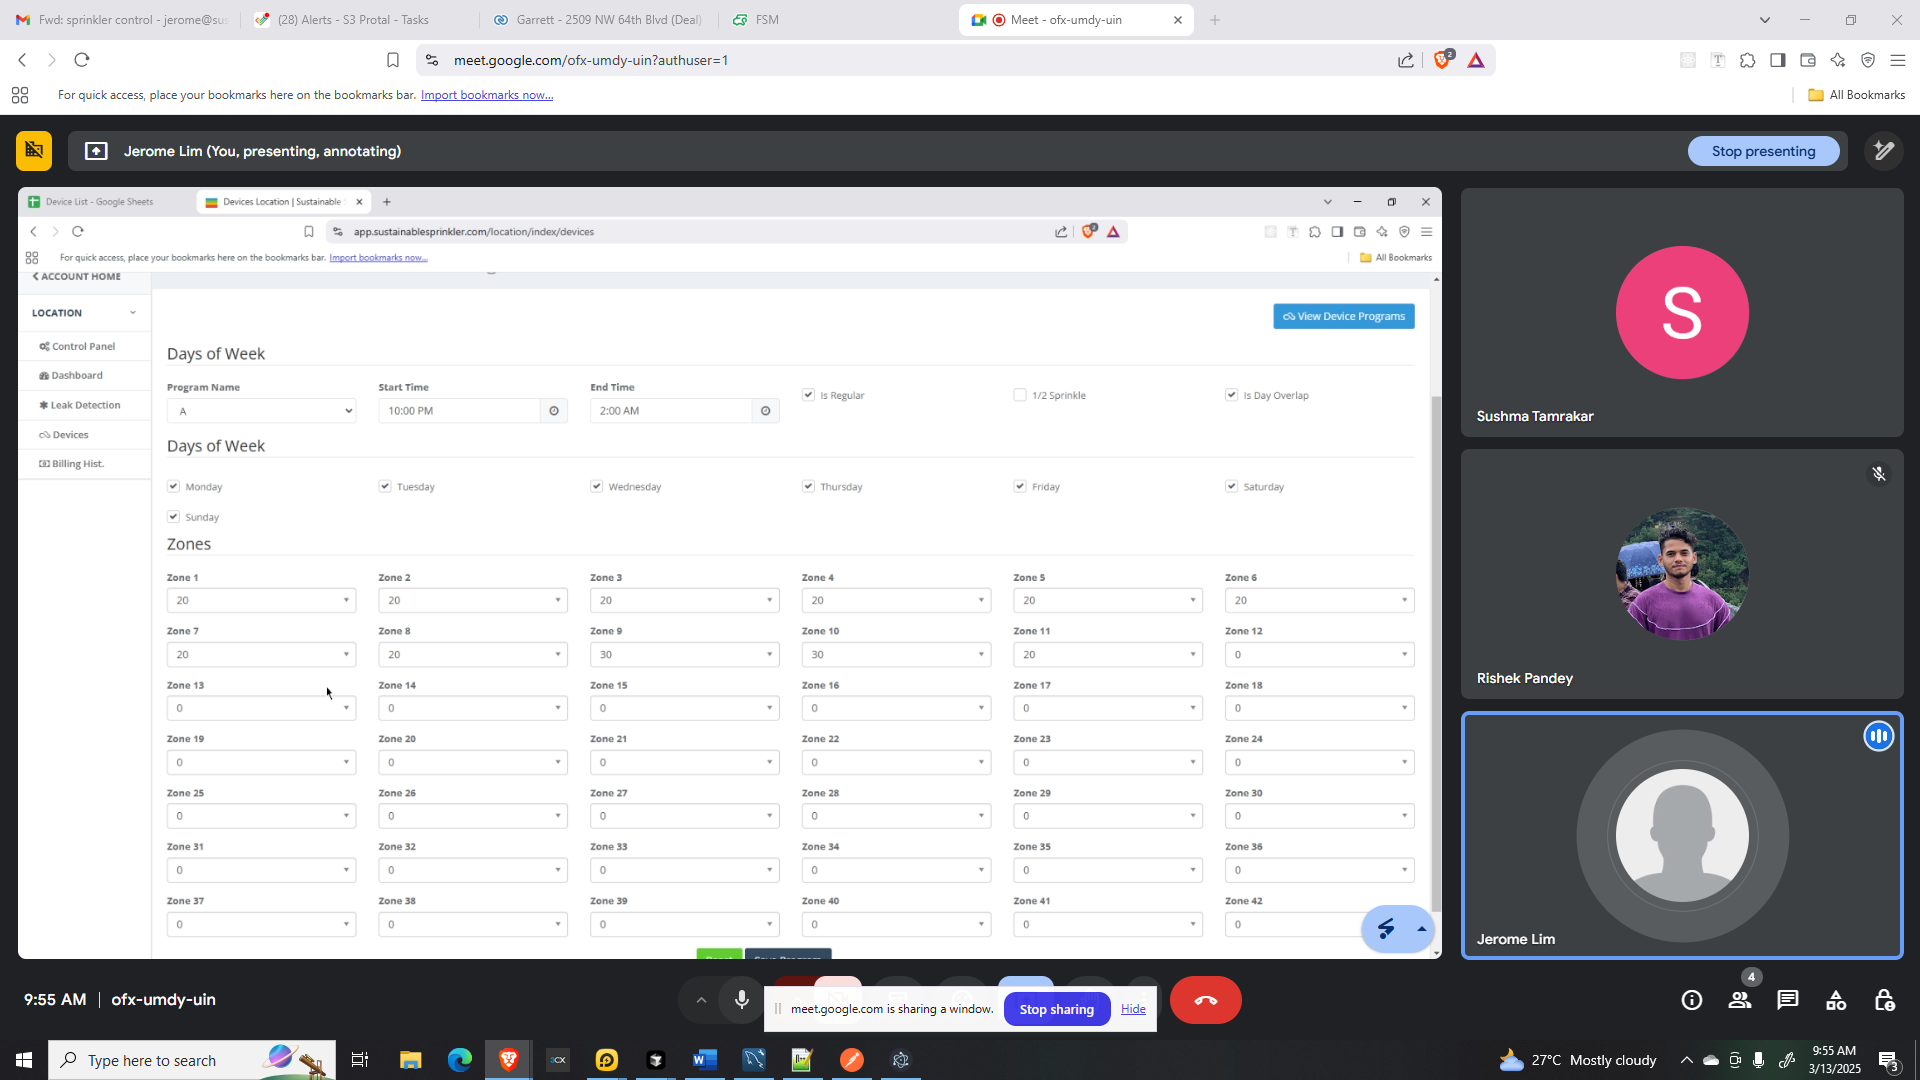 Fwd: sprinkler control - jerome@sus
(28) Alerts - S3 Protal - Tasks
Garrett - 2509 NW 64th Blvd (Deal)
FSM
Meet - ofx-umdy-uin
meet.google.com/ofx-umdy-uin?authuser=1
2
For quick access, place your bookmarks here on the bookmarks bar. Import bookmarks now...
All Bookmarks
Jerome Lim (You, presenting, annotating)
Stop presenting
Device List - Google Sheets
Devices Location | Sustainable
app.sustainablesprinkler.com/location/index/devices
For quick access, place your bookmarks here on the bookmarks bar. Import bookmarks now...
All Bookmarks
ACCOUNT HOME
LOCATION
Control Panel
Dashboard
Leak Detection
Devices
Billing Hist.
View Device Programs
Days of Week
Program Name Start Time End Time
A 10:00 PM 2:00 AM
Is Regular 1/2 Sprinkle Is Day Overlap
Days of Week
Monday Tuesday Wednesday Thursday Friday Saturday
Sunday
Zones
Zone 1 Zone 2 Zone 3 Zone 4 Zone 5 Zone 6
20 20 20 20 20 20
Zone 7 Zone 8 Zone 9 Zone 10 Zone 11 Zone 12
20 20 30 30 20 0
Zone 13 Zone 14 Zone 15 Zone 16 Zone 17 Zone 18
0 0 0 0 0 0
Zone 19 Zone 20 Zone 21 Zone 22 Zone 23 Zone 24
0 0 0 0 0 0
Zone 25 Zone 26 Zone 27 Zone 28 Zone 29 Zone 30
0 0 0 0 0 0
Zone 31 Zone 32 Zone 33 Zone 34 Zone 35 Zone 36
0 0 0 0 0 0
Zone 37 Zone 38 Zone 39 Zone 40 Zone 41 Zone 42
0 0 0 0 0 0
S
Sushma Tamrakar
Rishek Pandey
Jerome Lim
9:55 AM | ofx-umdy-uin
meet.google.com is sharing a window. Stop sharing Hide
4
Type here to search
27°C Mostly cloudy
9:55 AM
3/13/2025
3